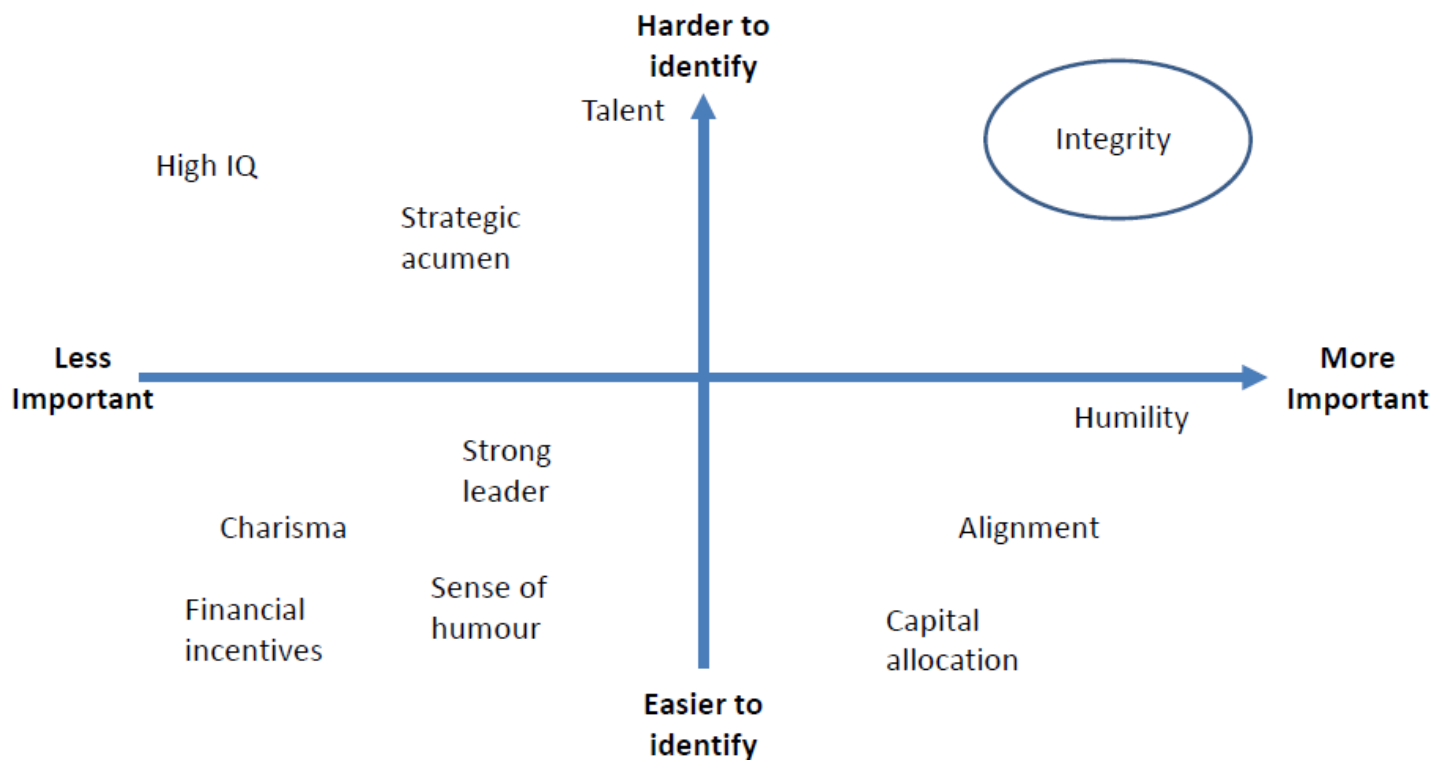 Harder to
identify
Talent
Integrity
High IQ
Strategic
acumen
Less
Important
More
Important
Humility
Strong
leader
Charisma
Alignment
Sense of
humour
Financial
incentives
Capital
allocation
Easier to
identify